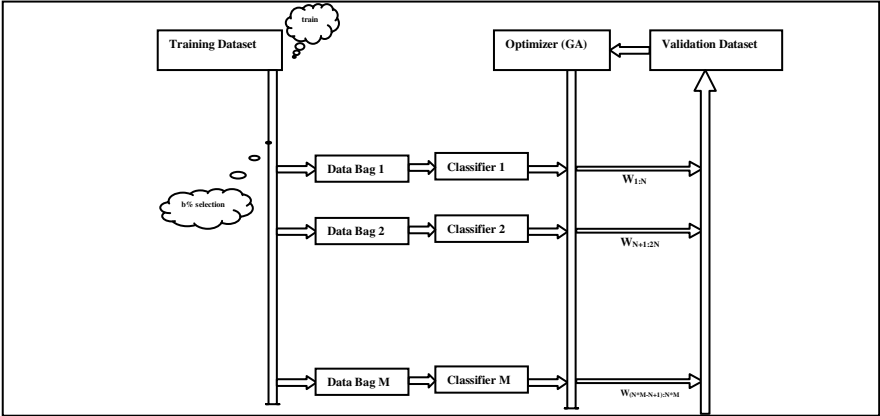 train
Training Dataset
Optimizer (GA)
Validation Dataset
b% selection
Data Bag 1
Classifier 1
W1:N
Data Bag 2
Classifier 2
WN+1:2N
Data Bag M
Classifier M
W(N*M-N+1):N*M